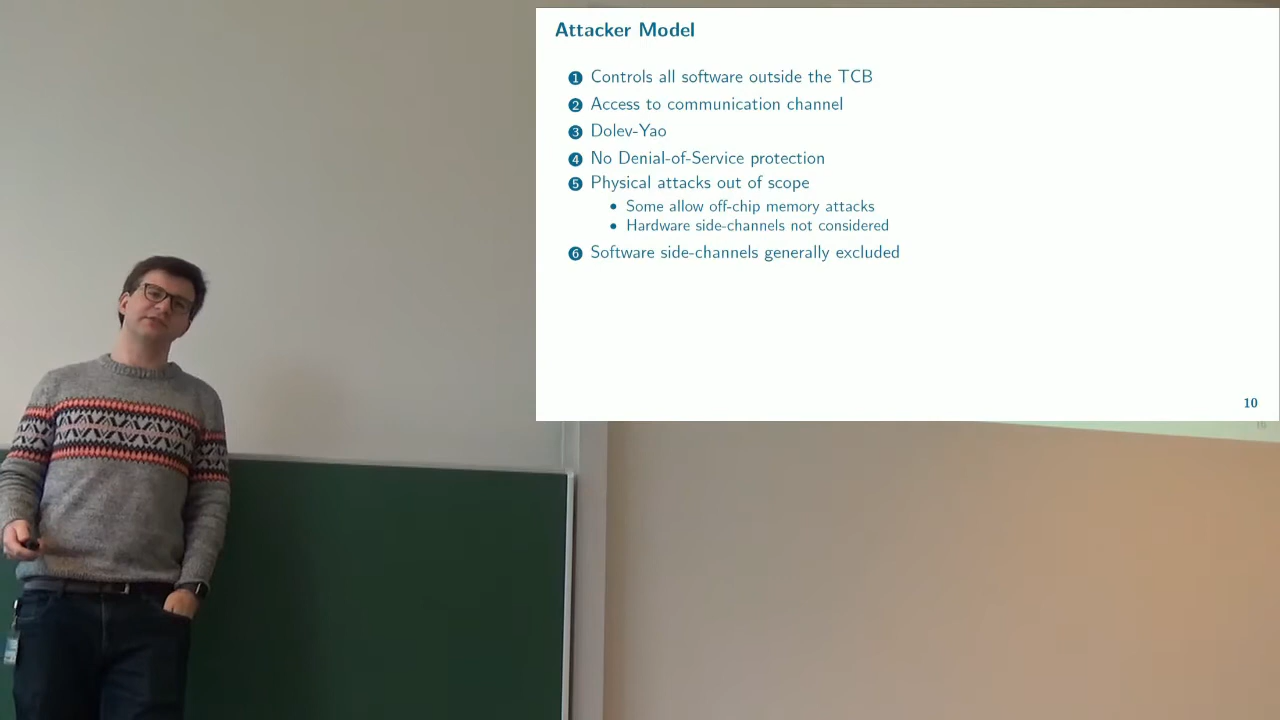 Attacker Model
1 Controls all software outside the TCB
2 Access to communication channel
3 Dolev-Yao
4 No Denial-of-Service protection
5 Physical attacks out of scope
• Some allow off-chip memory attacks
• Hardware side-channels not considered
6 Software side-channels generally excluded
10